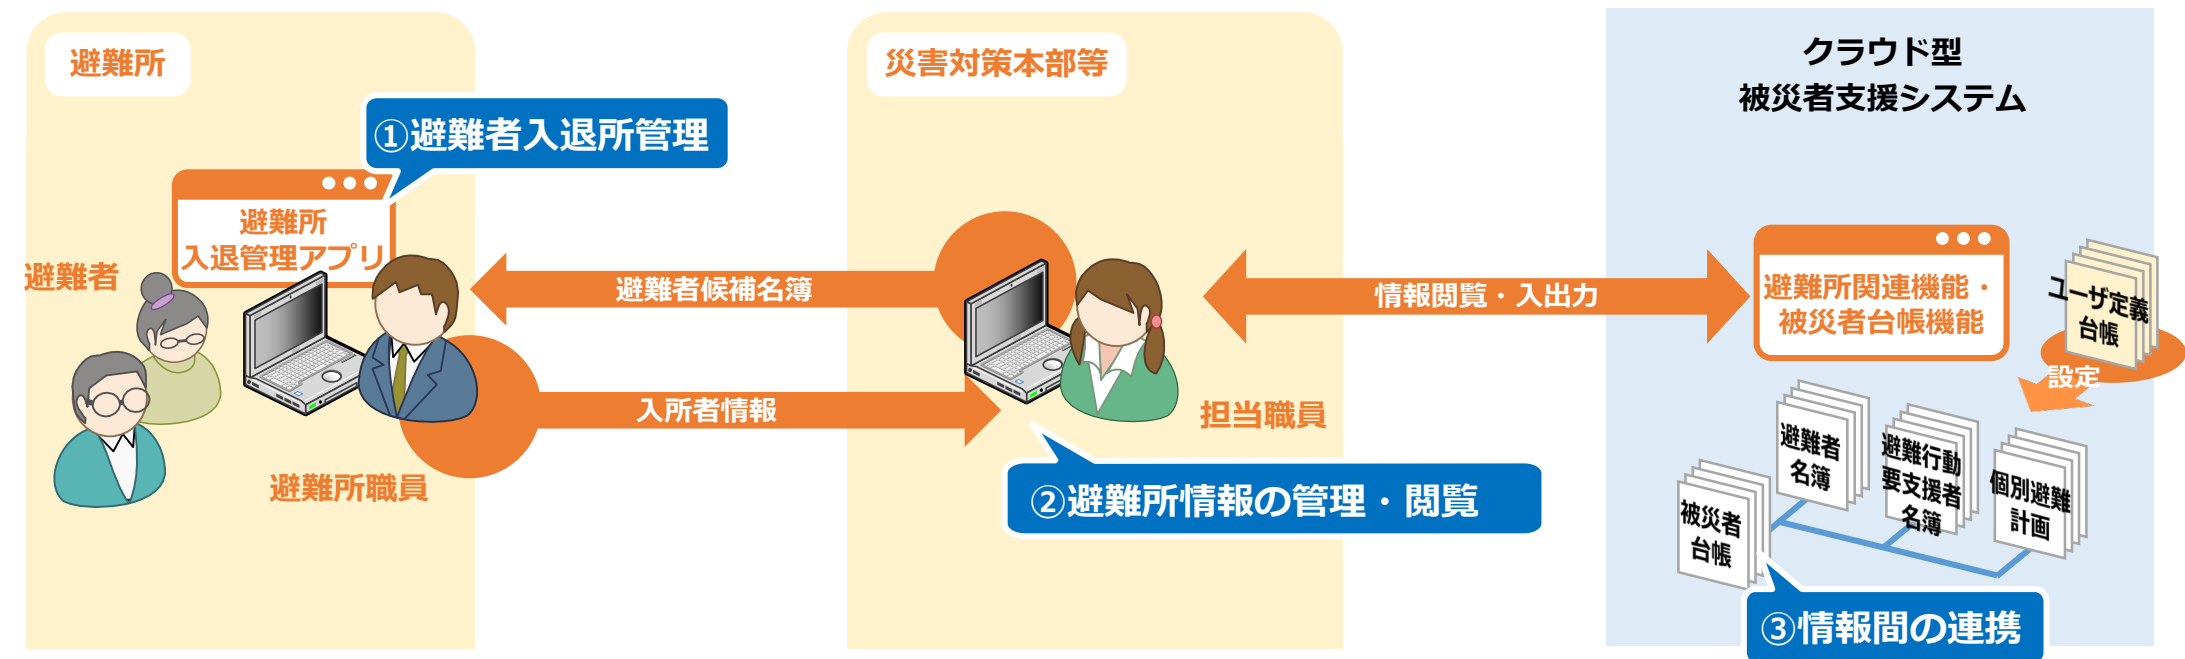 避難所
①避難者入退所管理
避難所
入退管理アプリ
避難者
避難所職員
避難者候補名簿
入所者情報
災害対策本部等
担当職員
②避難所情報の管理・閲覧
情報閲覧・入出力
クラウド型
被災者支援システム
避難所関連機能・
被災者台帳機能
ユーザ定義
台帳
設定
避難者
名簿
避難行動
要支援者
名簿
個別避難
計画
被災者
台帳
③情報間の連携